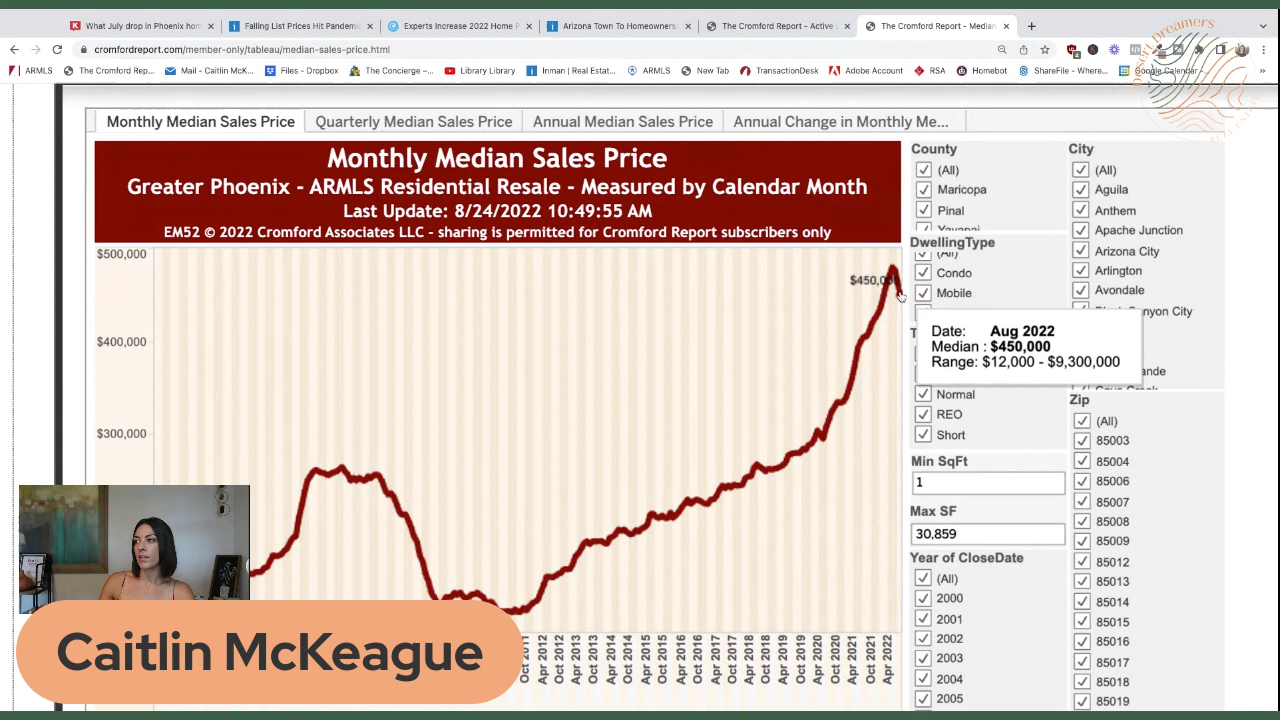 What July drop in Phoenix hom
Falling List Prices Hit Pandemic
Experts Increase 2022 Home P
Arizona Town To Homeowners:
The Cromford Report - Active L
The Cromford Report - Median
cromfordreport.com/member-only/tableau/median-sales-price.html
ARMLS
The Cromford Rep...
Mail - Caitlin McK...
Files - Dropbox
The Concierge –...
Library Library
Inman | Real Estat...
ARMLS
New Tab
TransactionDesk
Adobe Account
RSA
Homebot
ShareFile - Where...
Google Calendar -
Monthly Median Sales Price
Quarterly Median Sales Price
Annual Median Sales Price
Annual Change in Monthly Me...
Monthly Median Sales Price
Greater Phoenix - ARMLS Residential Resale - Measured by Calendar Month
Last Update: 8/24/2022 10:49:55 AM
EM52 © 2022 Cromford Associates LLC - sharing is permitted for Cromford Report subscribers only
$500,000
$400,000
$300,000
$450,0
Date: Aug 2022
Median : $450,000
Range: $12,000 - $9,300,000
County
(All)
Maricopa
Pinal
Yavapai
DwellingType
(All)
Condo
Mobile
Normal
REO
Short
Min SqFt
1
Max SF
30,859
Year of CloseDate
(All)
2000
2001
2002
2003
2004
2005
City
(All)
Aguila
Anthem
Apache Junction
Arizona City
Arlington
Avondale
Canyon City
ande
Zip
(All)
85003
85004
85006
85007
85008
85009
85012
85013
85014
85015
85016
85017
85018
85019
Oct 2011
Apr 2012
Oct 2012
Apr 2013
Oct 2013
Apr 2014
Oct 2014
Apr 2015
Oct 2015
Apr 2016
Oct 2016
Apr 2017
Oct 2017
Apr 2018
Oct 2018
Apr 2019
Oct 2019
Apr 2020
Oct 2020
Apr 2021
Oct 2021
Apr 2022
Caitlin McKeague